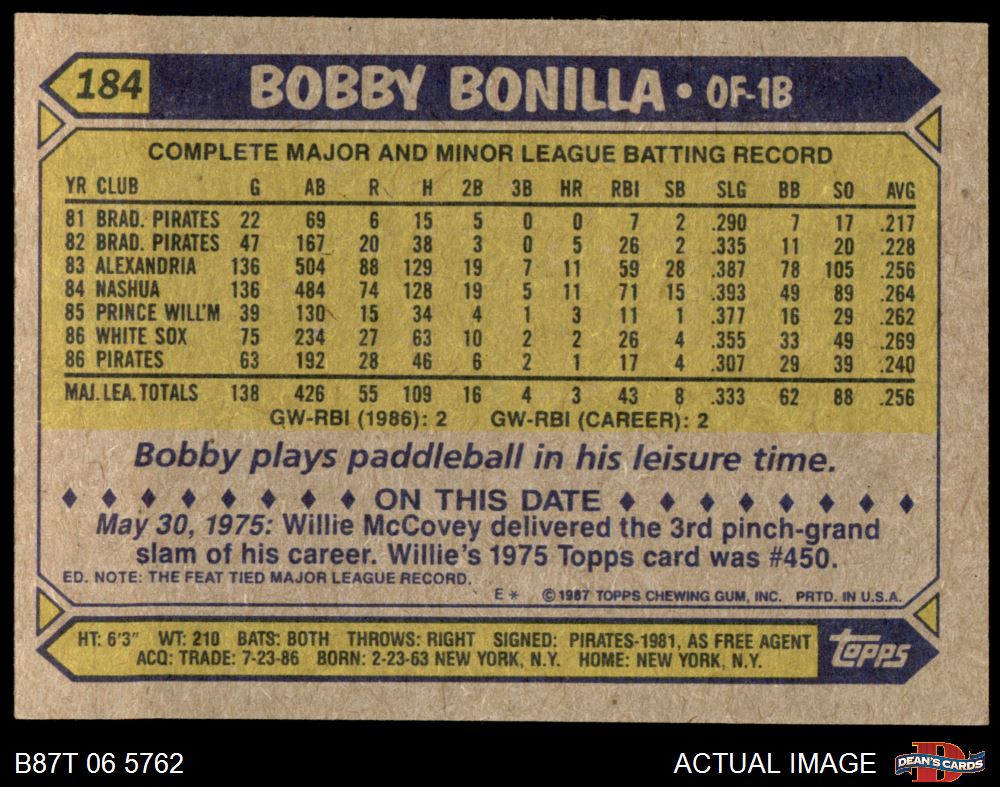 184 BOBBY BONILLA • OF-1B
COMPLETE MAJOR AND MINOR LEAGUE BATTING RECORD
YR CLUB G AB R H 2B 3B HR RBI SB SLG BB SO AVG
81 BRAD. PIRATES 22 69 6 15 5 0 0 7 2 .290 7 17 .217
82 BRAD. PIRATES 47 167 20 38 3 0 5 26 2 .335 11 20 .228
83 ALEXANDRIA 136 504 88 129 19 7 11 59 28 .387 78 105 .256
84 NASHUA 136 484 74 128 19 5 11 71 15 .393 49 89 .264
85 PRINCE WILL'M 39 130 15 34 4 1 3 11 1 .377 16 29 .262
86 WHITE SOX 75 234 27 63 10 2 2 26 4 .355 33 49 .269
86 PIRATES 63 192 28 46 6 2 1 17 4 .307 29 39 .240
MAJ. LEA. TOTALS 138 426 55 109 16 4 3 43 8 .333 62 88 .256
GW-RBI (1986): 2 GW-RBI (CAREER): 2
Bobby plays paddleball in his leisure time.
ON THIS DATE
May 30, 1975: Willie McCovey delivered the 3rd pinch-grand
slam of his career. Willie's 1975 Topps card was #450.
ED. NOTE: THE FEAT TIED MAJOR LEAGUE RECORD.
E* © 1987 TOPPS CHEWING GUM, INC. PRTD. IN U.S.A.
HT: 6'3" WT: 210 BATS: BOTH THROWS: RIGHT SIGNED: PIRATES-1981, AS FREE AGENT
ACQ: TRADE: 7-23-86 BORN: 2-23-63 NEW YORK, N.Y. HOME: NEW YORK, N.Y.
topps
B87T 06 5762 ACTUAL IMAGE D DEAN'S CARDS